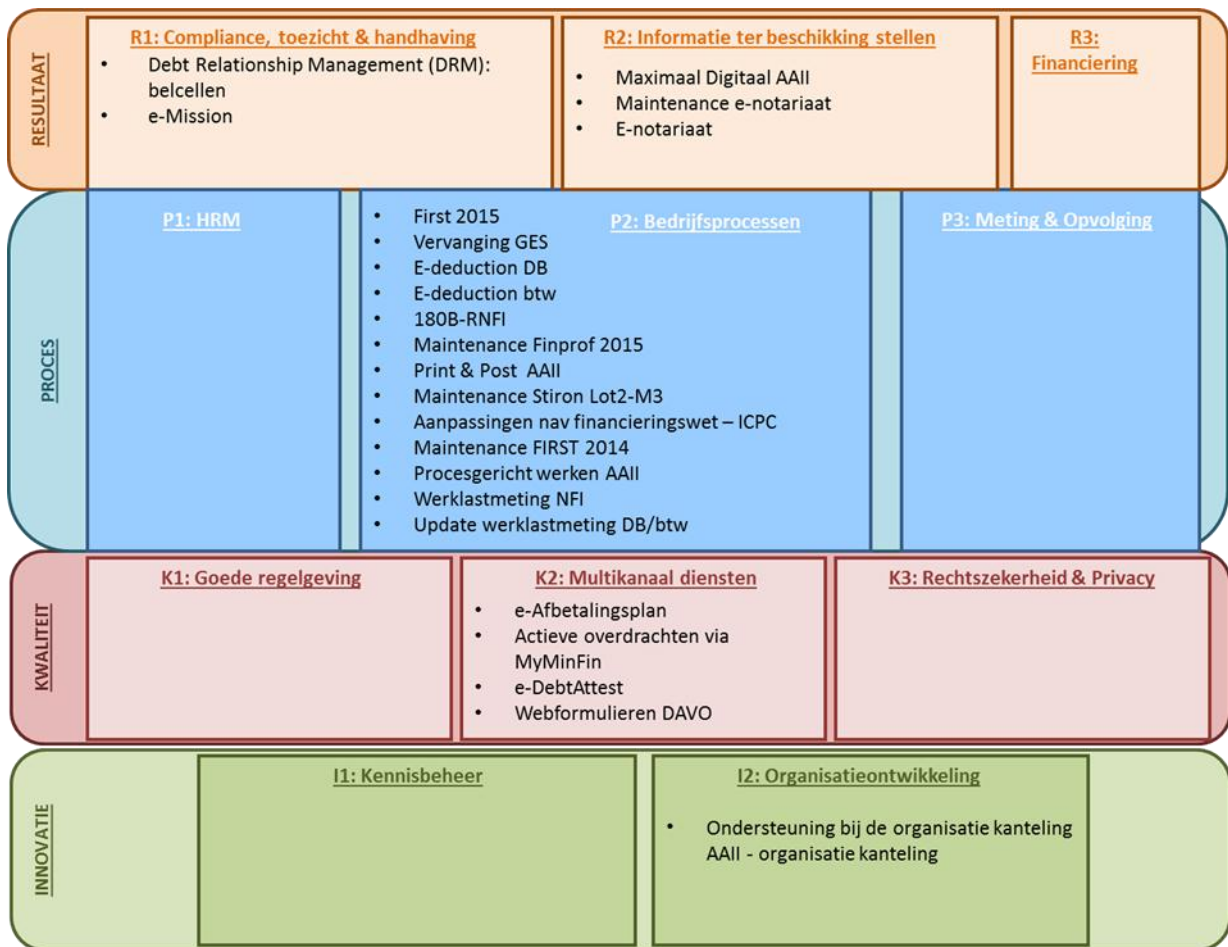 RESULTAAT
R1: Compliance, toezicht & handhaving
• Debt Relationship Management (DRM):
belcellen
• e-Mission
R2: Informatie ter beschikking stellen
• Maximaal Digitaal AAII
• Maintenance e-notariaat
• E-notariaat
R3:
Financiering
PROCES
P1: HRM
P2: Bedrijfsprocessen
• First 2015
• Vervanging GES
• E-deduction DB
• E-deduction btw
• 180B-RNFI
• Maintenance Finprof 2015
• Print & Post AAII
• Maintenance Stiron Lot2-M3
• Aanpassingen nav financieringswet – ICPC
• Maintenance FIRST 2014
• Procesgericht werken AAII
• Werklastmeting NFI
• Update werklastmeting DB/btw
P3: Meting & Opvolging
KWALITEIT
K1: Goede regelgeving
K2: Multikanaal diensten
• e-Afbetalingsplan
• Actieve overdrachten via
MyMinFin
• e-DebtAttest
• Webformulieren DAVO
K3: Rechtszekerheid & Privacy
INNOVATIE
I1: Kennisbeheer
I2: Organisatieontwikkeling
• Ondersteuning bij de organisatie kanteling
AAII - organisatie kanteling